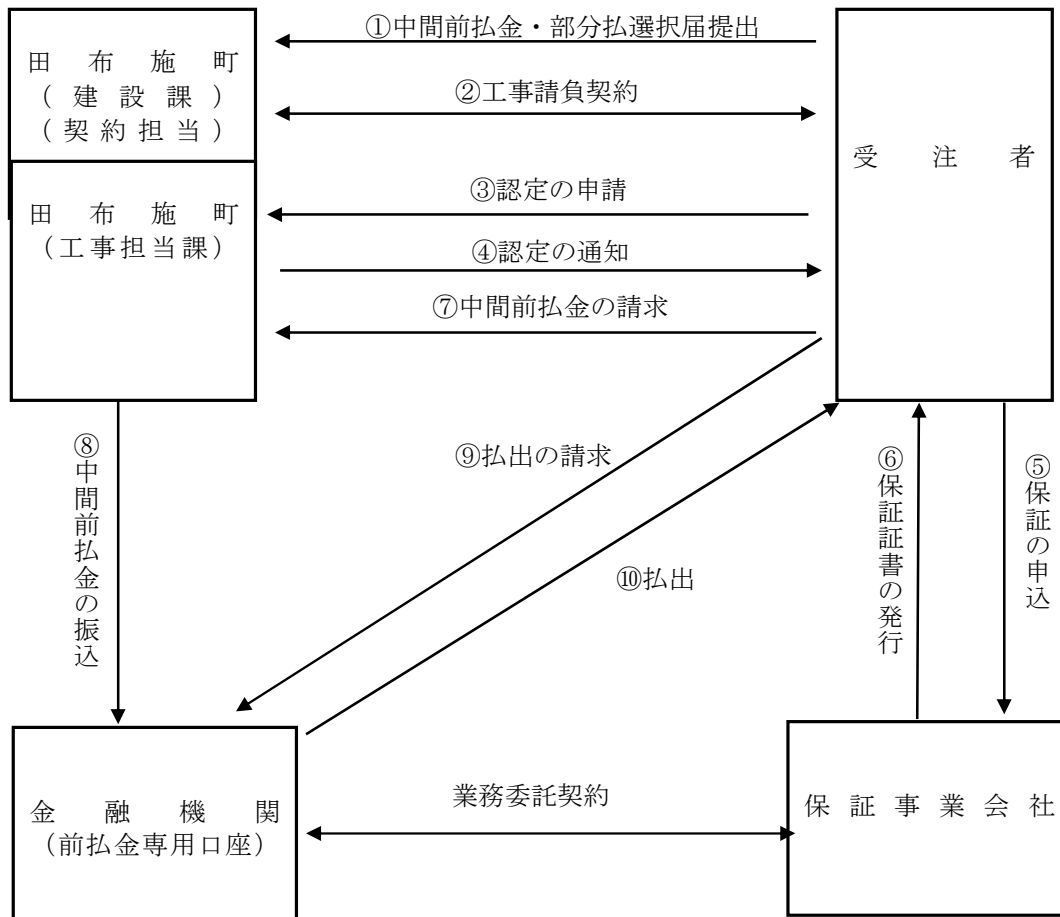 ①中間前払金・部分払選択届提出
田布施町
(建設課)
(契約担当)
②工事請負契約
受注者
③認定の申請
田布施町
(工事担当課)
④認定の通知
⑦中間前払金の請求
⑧中間前払金の振込
⑨払出の請求
⑩払出
⑥保証証書の発行
⑤保証の申込
金融機関
(前払金専用口座)
業務委託契約
保証事業会社